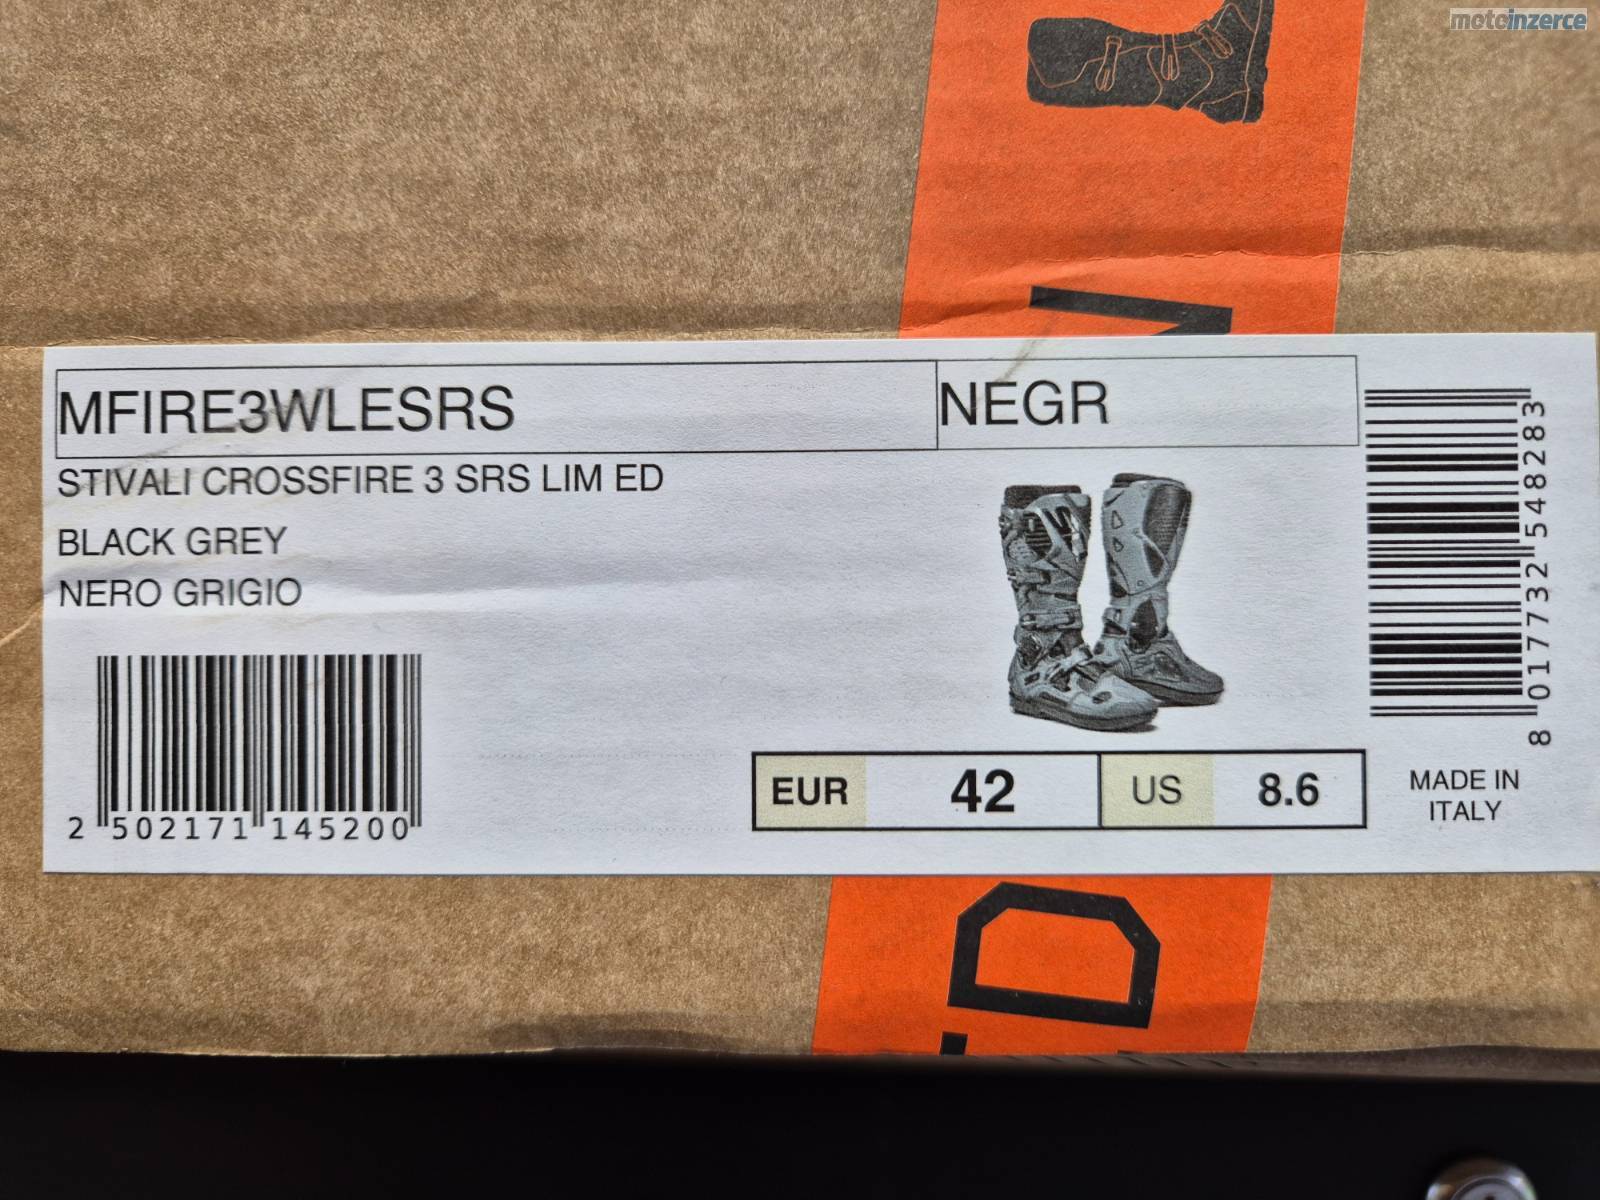 motoinzerce
MFIRE3WLESRS
NEGR
STIVALI CROSSFIRE 3 SRS LIM ED
BLACK GREY
NERO GRIGIO
2 502171 145200
8 017732 548283
EUR 42 US 8.6
MADE IN
ITALY